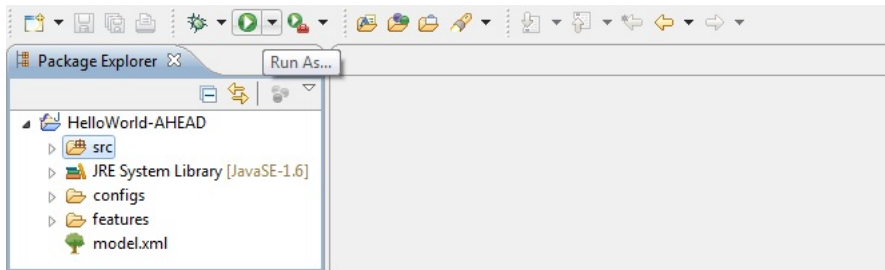 Package Explorer
Run As...
HelloWorld-AHEAD
src
JRE System Library [JavaSE-1.6]
configs
features
model.xml